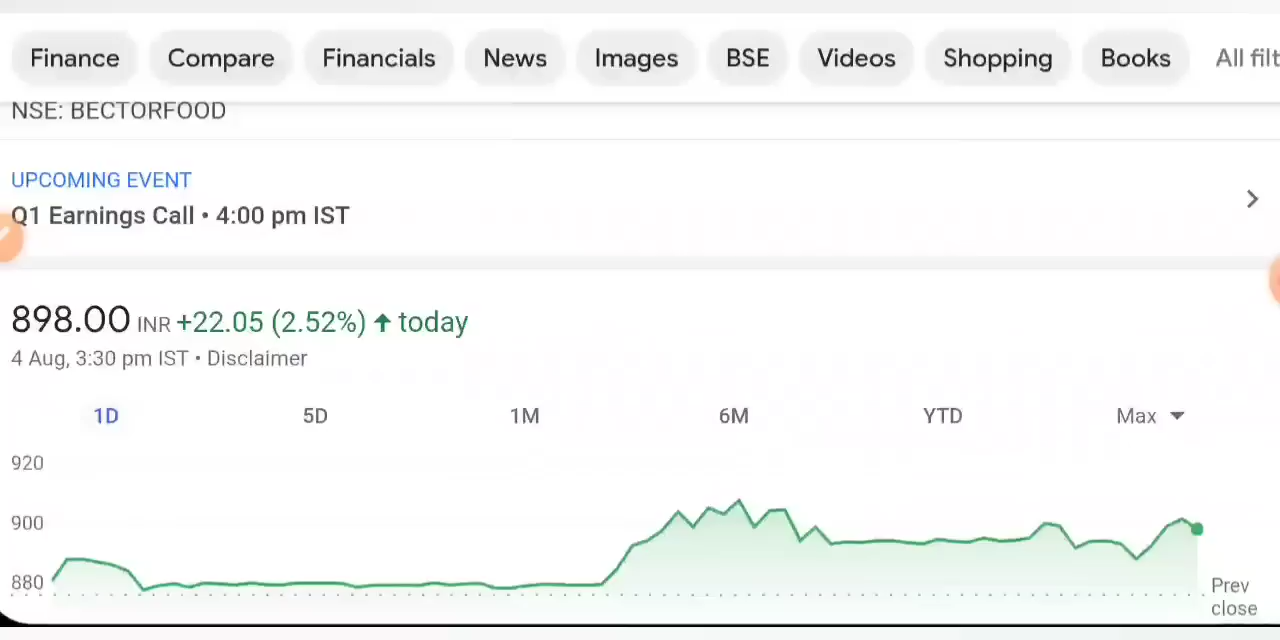 Finance Compare Financials News Images BSE Videos Shopping Books All filt
NSE: BECTORFOOD
UPCOMING EVENT
Q1 Earnings Call • 4:00 pm IST
898.00 INR +22.05 (2.52%) ↑ today
4 Aug, 3:30 pm IST • Disclaimer
1D 5D 1M 6M YTD Max
920
900
880
Prev
close